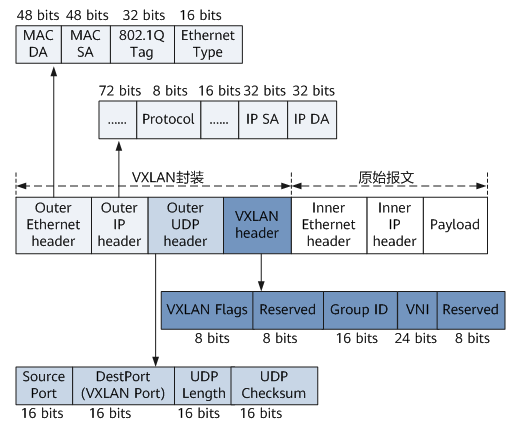 48 bits 48 bits 32 bits 16 bits
MAC DA MAC SA 802.1Q Tag Ethernet Type
72 bits 8 bits 16 bits 32 bits 32 bits
...... Protocol ...... IP SA IP DA
VXLAN封装 原始报文
Outer Ethernet header Outer IP header Outer UDP header VXLAN header Inner Ethernet header Inner IP header Payload
VXLAN Flags Reserved Group ID VNI Reserved
8 bits 8 bits 16 bits 24 bits 8 bits
Source Port DestPort (VXLAN Port) UDP Length UDP Checksum
16 bits 16 bits 16 bits 16 bits